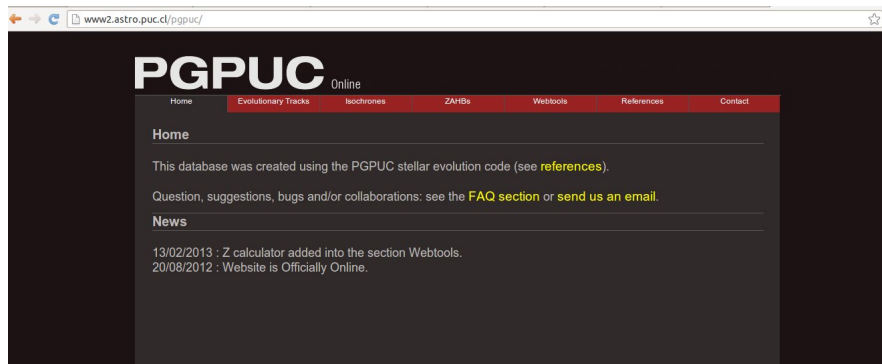 www2.astro.puc.cl/pgpuc/
PGPUC Online
Home Evolutionary Tracks Isochrones ZAHBs Webtools References Contact
Home
This database was created using the PGPUC stellar evolution code (see references).
Question, suggestions, bugs and/or collaborations: see the FAQ section or send us an email.
News
13/02/2013 : Z calculator added into the section Webtools.
20/08/2012 : Website is Officially Online.